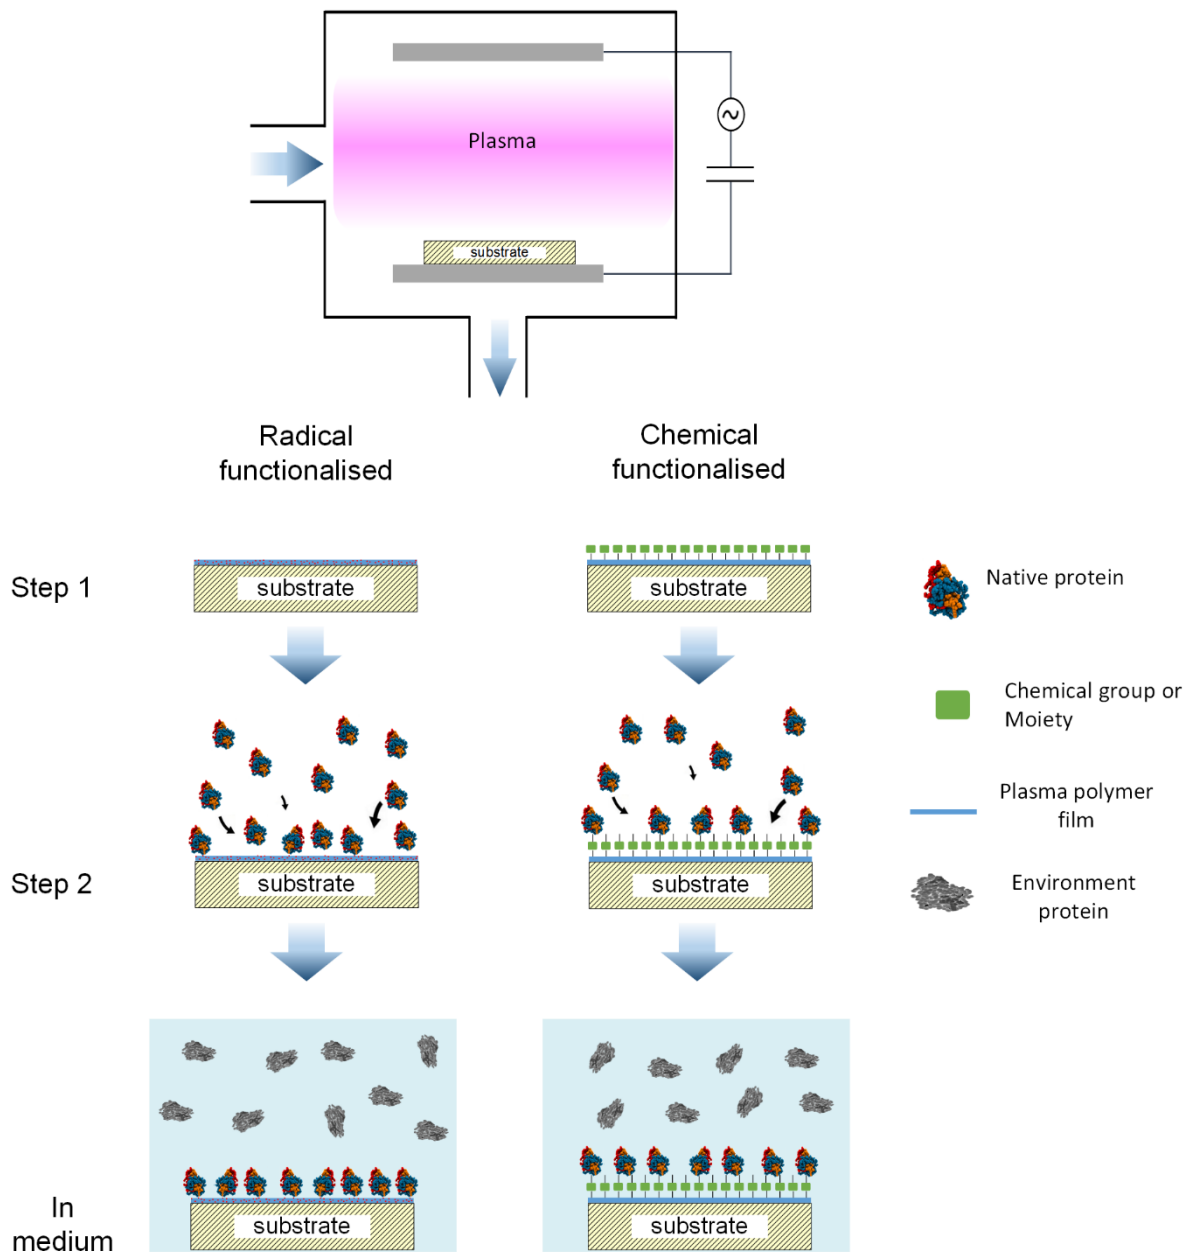 Plasma
substrate
Radical
functionalised
Chemical
functionalised
Step 1
substrate
substrate
Native protein
Chemical group or
Moiety
Plasma polymer
film
Step 2
substrate
substrate
Environment
protein
In
medium
substrate
substrate